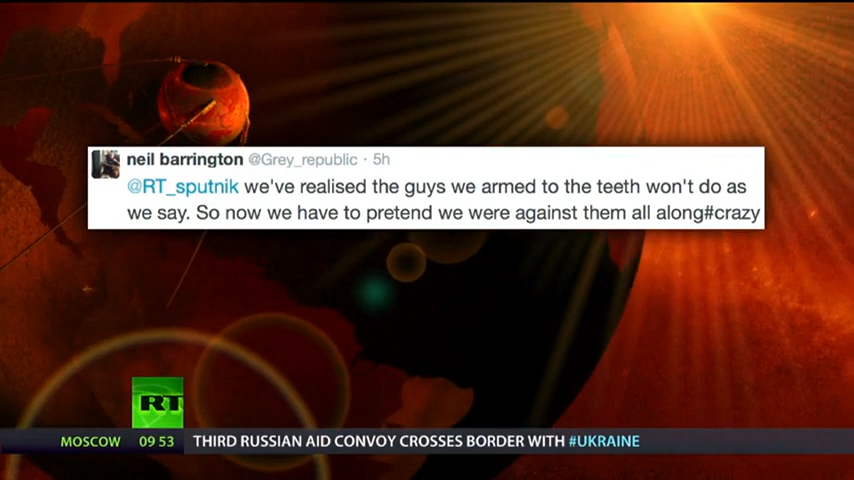 neil barrington @Grey_republic · 5h
@RT_sputnik we've realised the guys we armed to the teeth won't do as
we say. So now we have to pretend we were against them all along#crazy
RT
MOSCOW 09 53 THIRD RUSSIAN AID CONVOY CROSSES BORDER WITH #UKRAINE